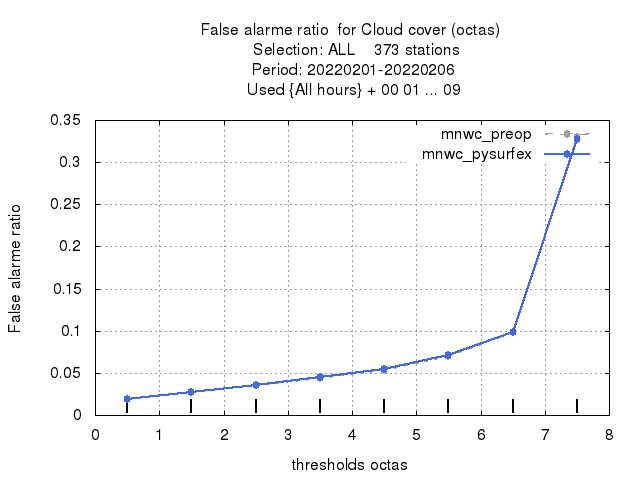 False alarme ratio  for Cloud cover (octas)
Selection: ALL    373 stations
Period: 20220201-20220206
Used {All hours} + 00 01 ... 09
mnwc_preop
mnwc_pysurfex
False alarme ratio
0.35
0.3
0.25
0.2
0.15
0.1
0.05
0
0 1 2 3 4 5 6 7 8
thresholds octas